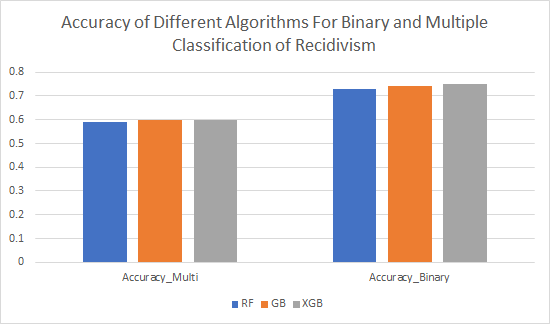 Accuracy of Different Algorithms For Binary and Multiple
Classification of Recidivism
0.8
0.7
0.6
0.5
0.4
0.3
0.2
0.1
0
Accuracy_Multi Accuracy_Binary
RF GB XGB